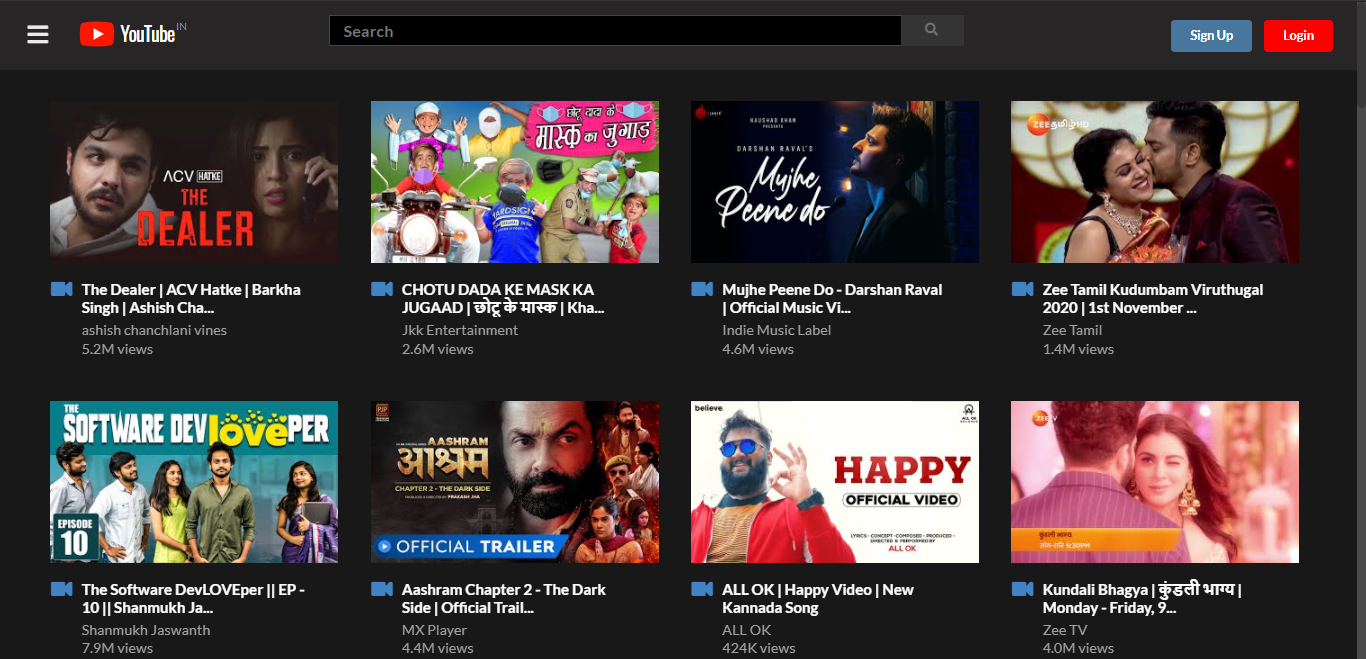 YouTube IN
Search
Sign Up
Login
ACV HATKE
THE
DEALER
छोटू दादा के
मास्क का जुगाड़
HARDSIGN
NAUSHAD KHAN
PRESENTS
DARSHAN RAVAL'S
Mujhe
Peene do
ZEE தமிழ் HD
The Dealer | ACV Hatke | Barkha
Singh | Ashish Cha...
ashish chanchlani vines
5.2M views
CHOTU DADA KE MASK KA
JUGAAD | छोटू के मास्क | Kha...
Jkk Entertainment
2.6M views
Mujhe Peene Do - Darshan Raval
| Official Music Vi...
Indie Music Label
4.6M views
Zee Tamil Kudumbam Viruthugal
2020 | 1st November ...
Zee Tamil
1.4M views
THE
SOFTWARE DEVlovePER
EPISODE
10
PJP
AASHRAM
आश्रम
CHAPTER 2 - THE DARK SIDE
PRODUCED & DIRECTED BY PRAKASH JHA
OFFICIAL TRAILER
believe.
ALL OK
HAPPY
OFFICIAL VIDEO
LYRICS - CONCEPT - COMPOSED - PRODUCED -
DIRECTED & PERFORMED BY
ALL OK
ZEE TV
कुंडली भाग्य
सोम-शनि 9:30PM
The Software DevLOVEper || EP -
10 || Shanmukh Ja...
Shanmukh Jaswanth
7.9M views
Aashram Chapter 2 - The Dark
Side | Official Trail...
MX Player
4.4M views
ALL OK | Happy Video | New
Kannada Song
ALL OK
424K views
Kundali Bhagya | कुंडली भाग्य |
Monday - Friday, 9...
Zee TV
4.0M views